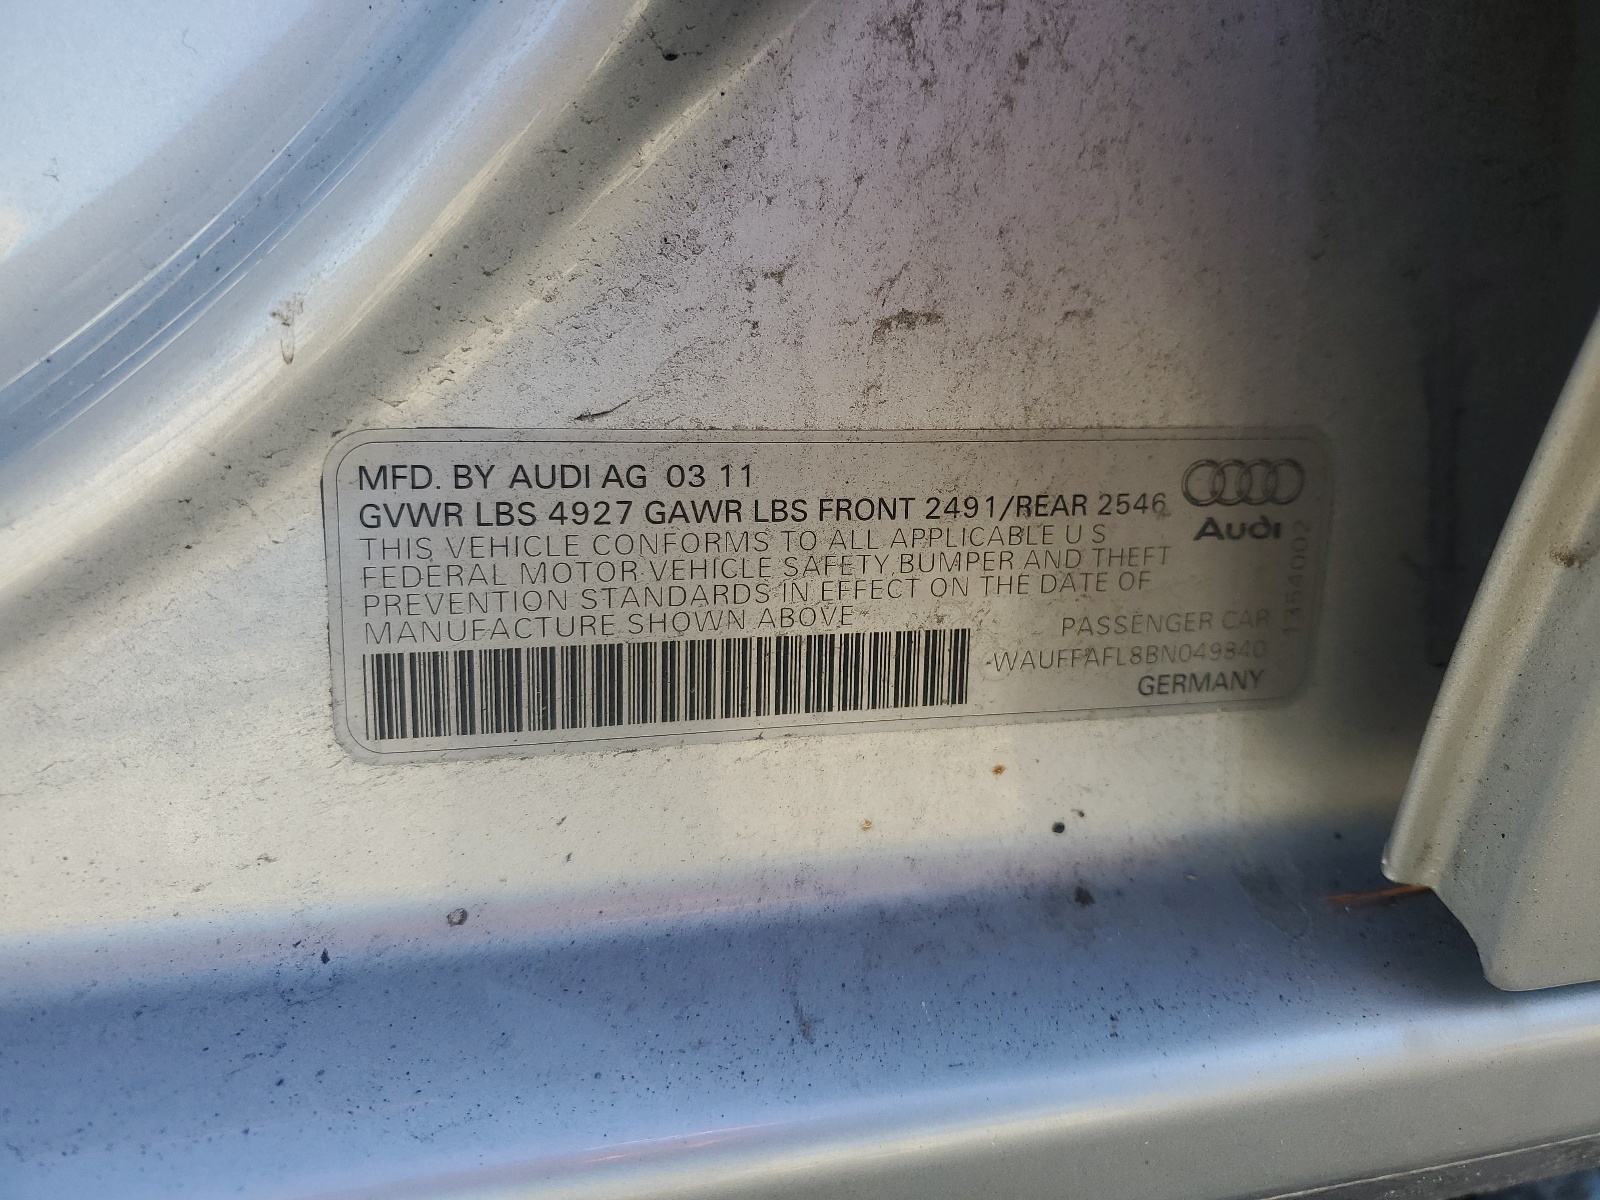 MFD. BY AUDI AG 03 11
GVWR LBS 4927 GAWR LBS FRONT 2491/REAR 2546
THIS VEHICLE CONFORMS TO ALL APPLICABLE U S
FEDERAL MOTOR VEHICLE SAFETY BUMPER AND THEFT
PREVENTION STANDARDS IN EFFECT ON THE DATE OF
MANUFACTURE SHOWN ABOVE
Audi
1354002
PASSENGER CAR
WAUFFAFL8BN049840
GERMANY